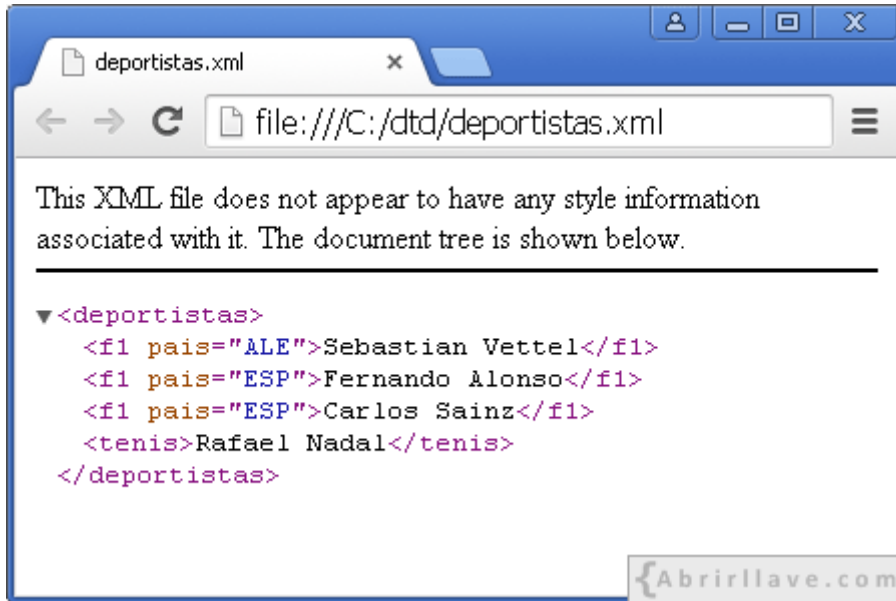 deportistas.xml
file:///C:/dtd/deportistas.xml
This XML file does not appear to have any style information
associated with it. The document tree is shown below.
<deportistas>
<f1 pais="ALE">Sebastian Vettel</f1>
<f1 pais="ESP">Fernando Alonso</f1>
<f1 pais="ESP">Carlos Sainz</f1>
<tenis>Rafael Nadal</tenis>
</deportistas>
{Abrirllave.com